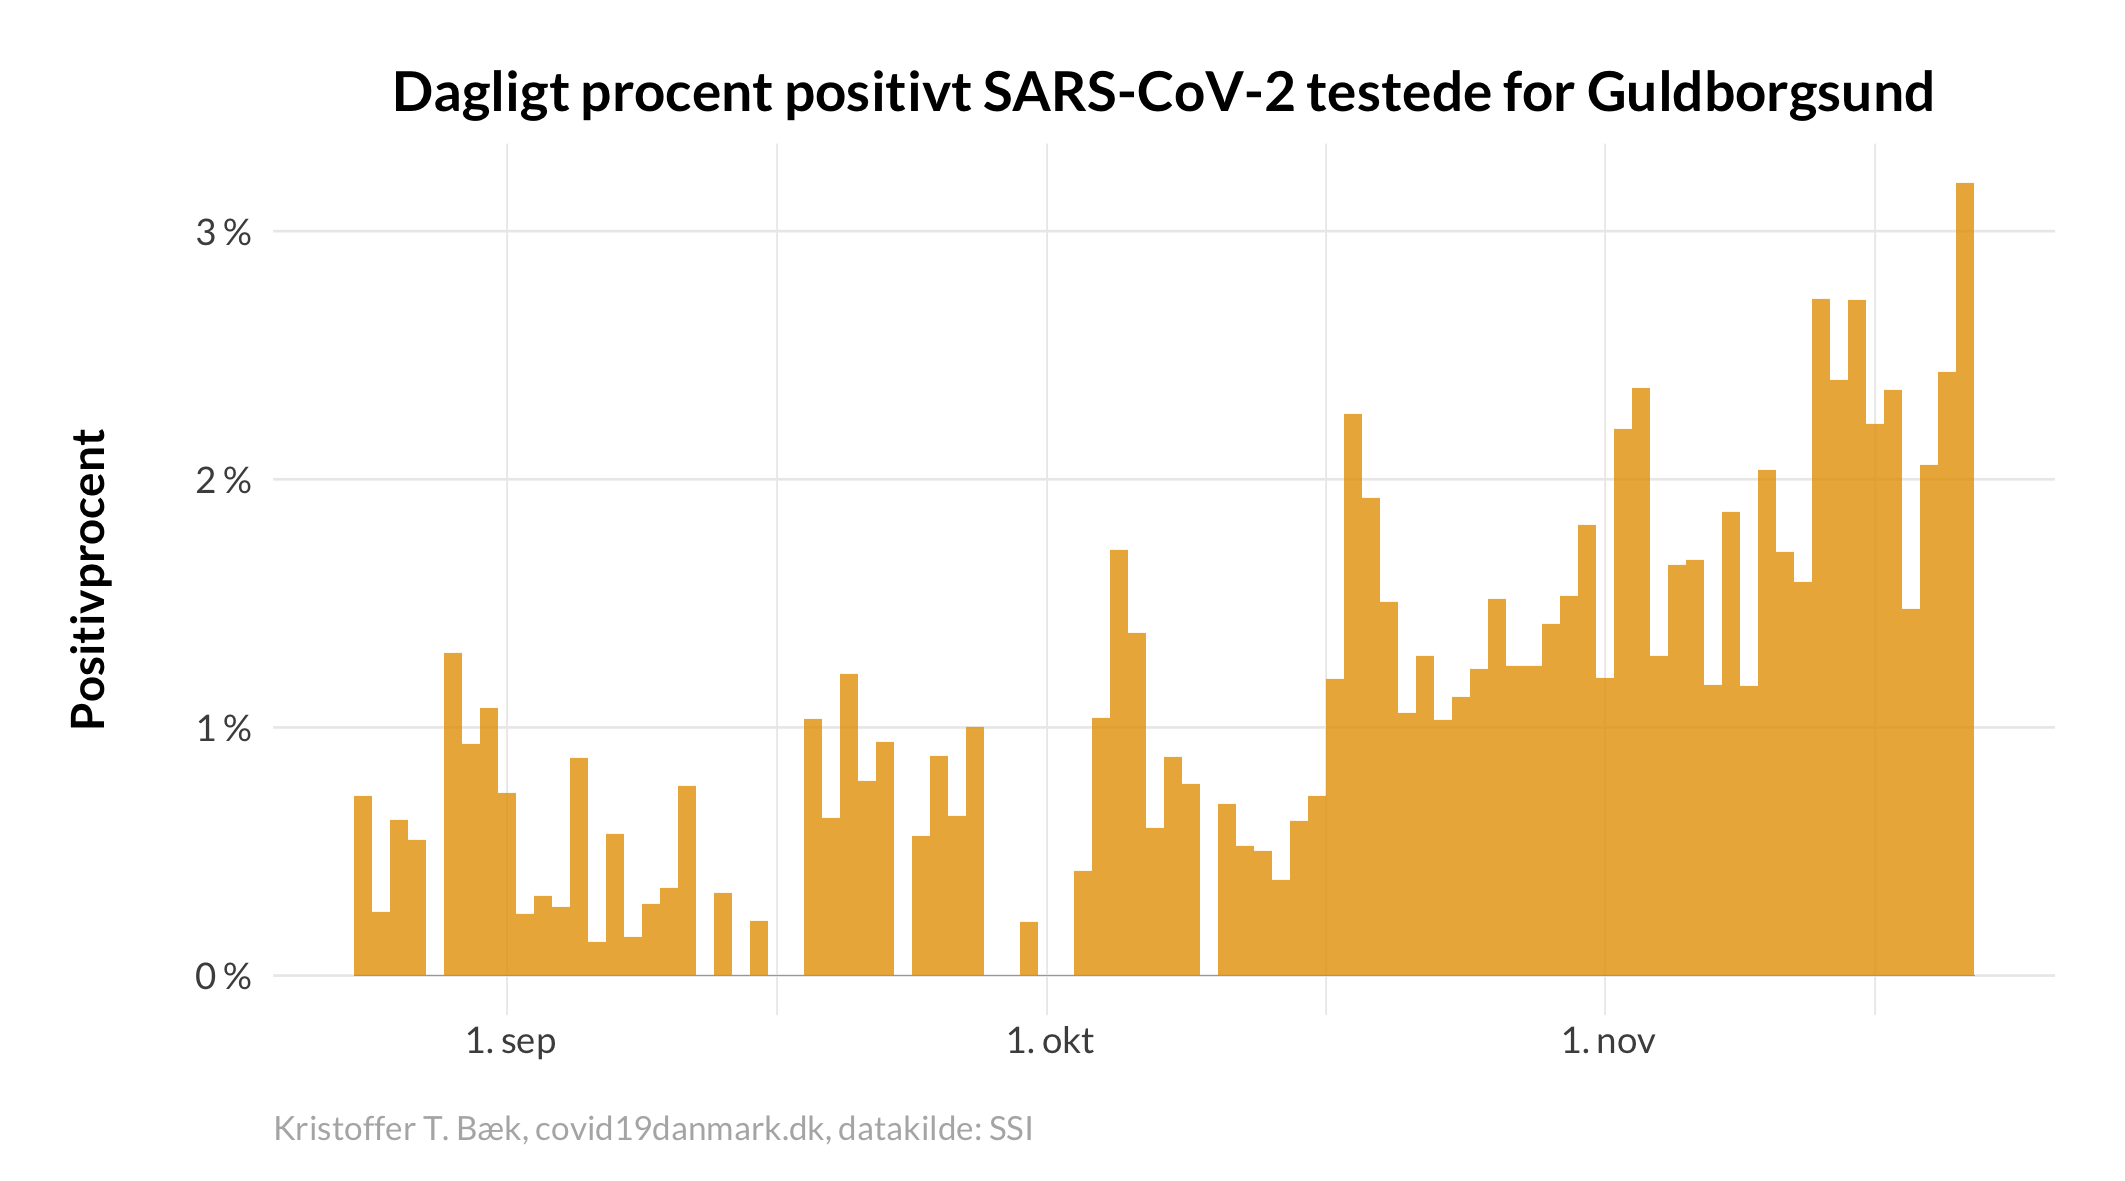 Dagligt procent positivt SARS-CoV-2 testede for Guldborgsund
Positivprocent
3 %
2 %
1 %
0 %
1. sep
1. okt
1. nov
Kristoffer T. Bæk, covid19danmark.dk, datakilde: SSI